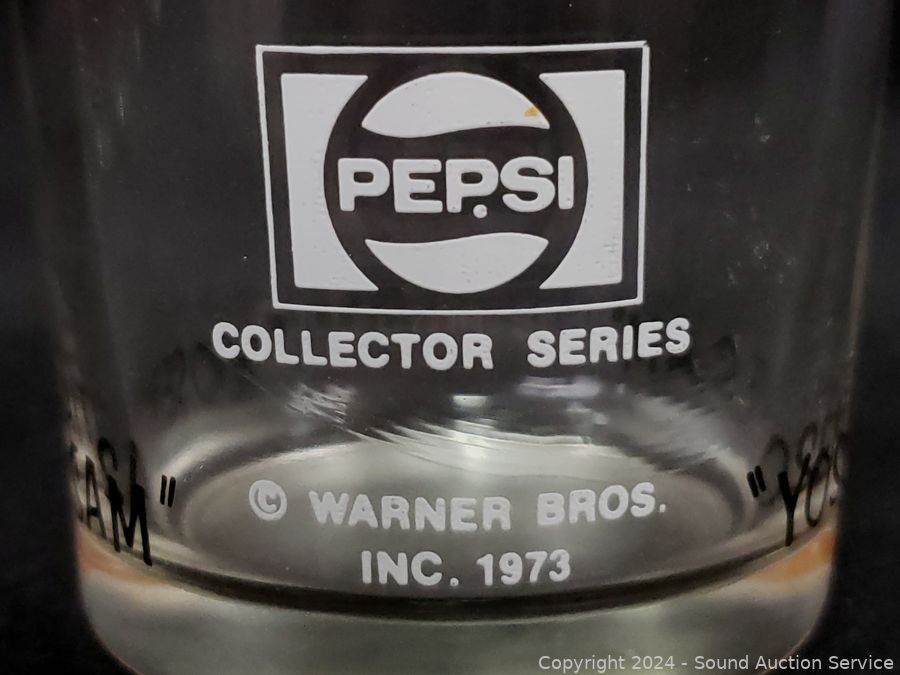 PEPSI
COLLECTOR SERIES
© WARNER BROS.
INC. 1973
Copyright 2024 - Sound Auction Service